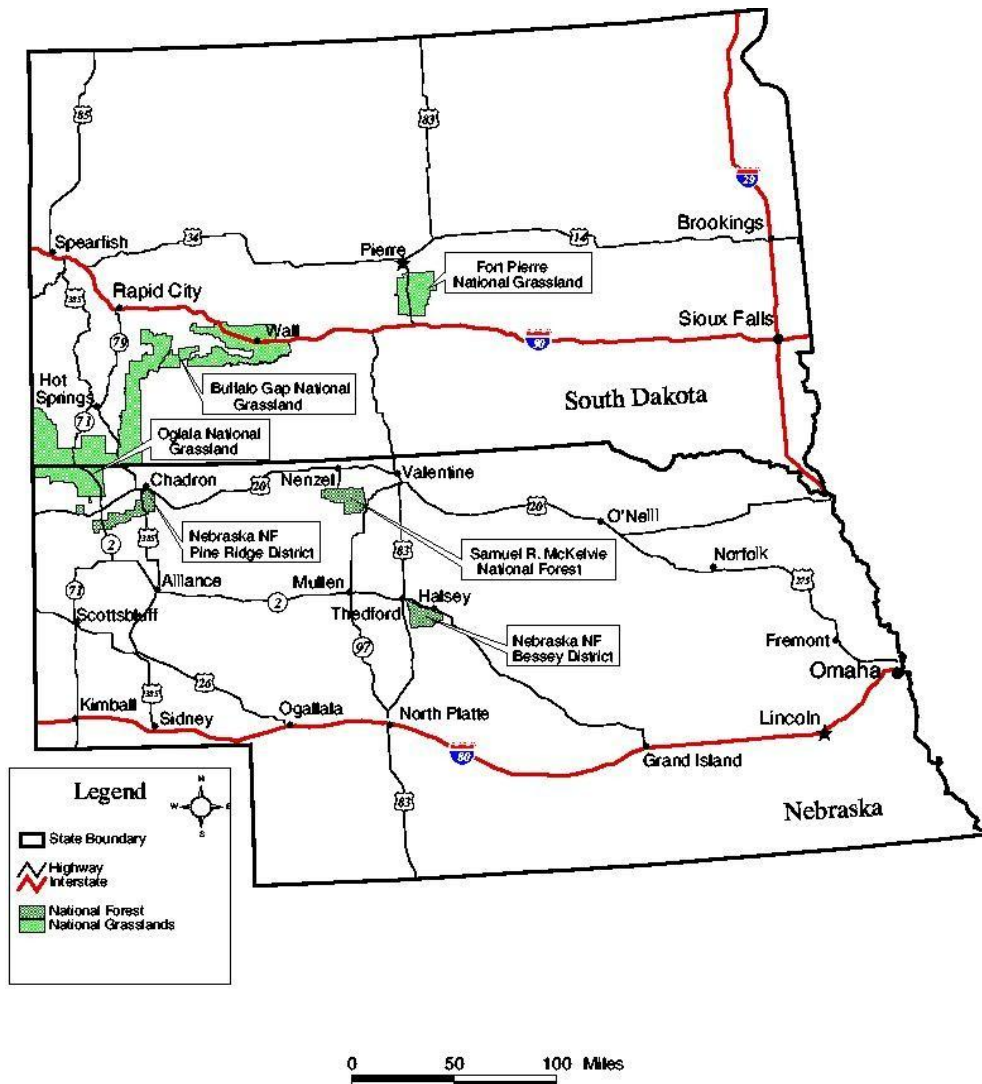 85
83
29
Brookings
Spearfish
34
Pierre
14
Fort Pierre
National Grassland
385
Rapid City
Sioux Falls
Wall
90
79
Hot
Springs
Buffalo Gap National
Grassland
South Dakota
71
Oglala National
Grassland
Chadron
Nenzel
Valentine
20
20
O'Neill
Nebraska NF
Pine Ridge District
385
2
83
Samuel R. McKelvie
National Forest
Norfolk
275
Alliance
Mullen
Halsey
71
2
Thedford
Scottsbluff
97
Nebraska NF
Bessey District
Fremont
Omaha
26
385
Kimball
Sidney
Ogallala
North Platte
Lincoln
80
Grand Island
83
Nebraska
Legend
N
W
E
S
State Boundary
Highway
Interstate
National Forest
National Grasslands
0 50 100 Miles